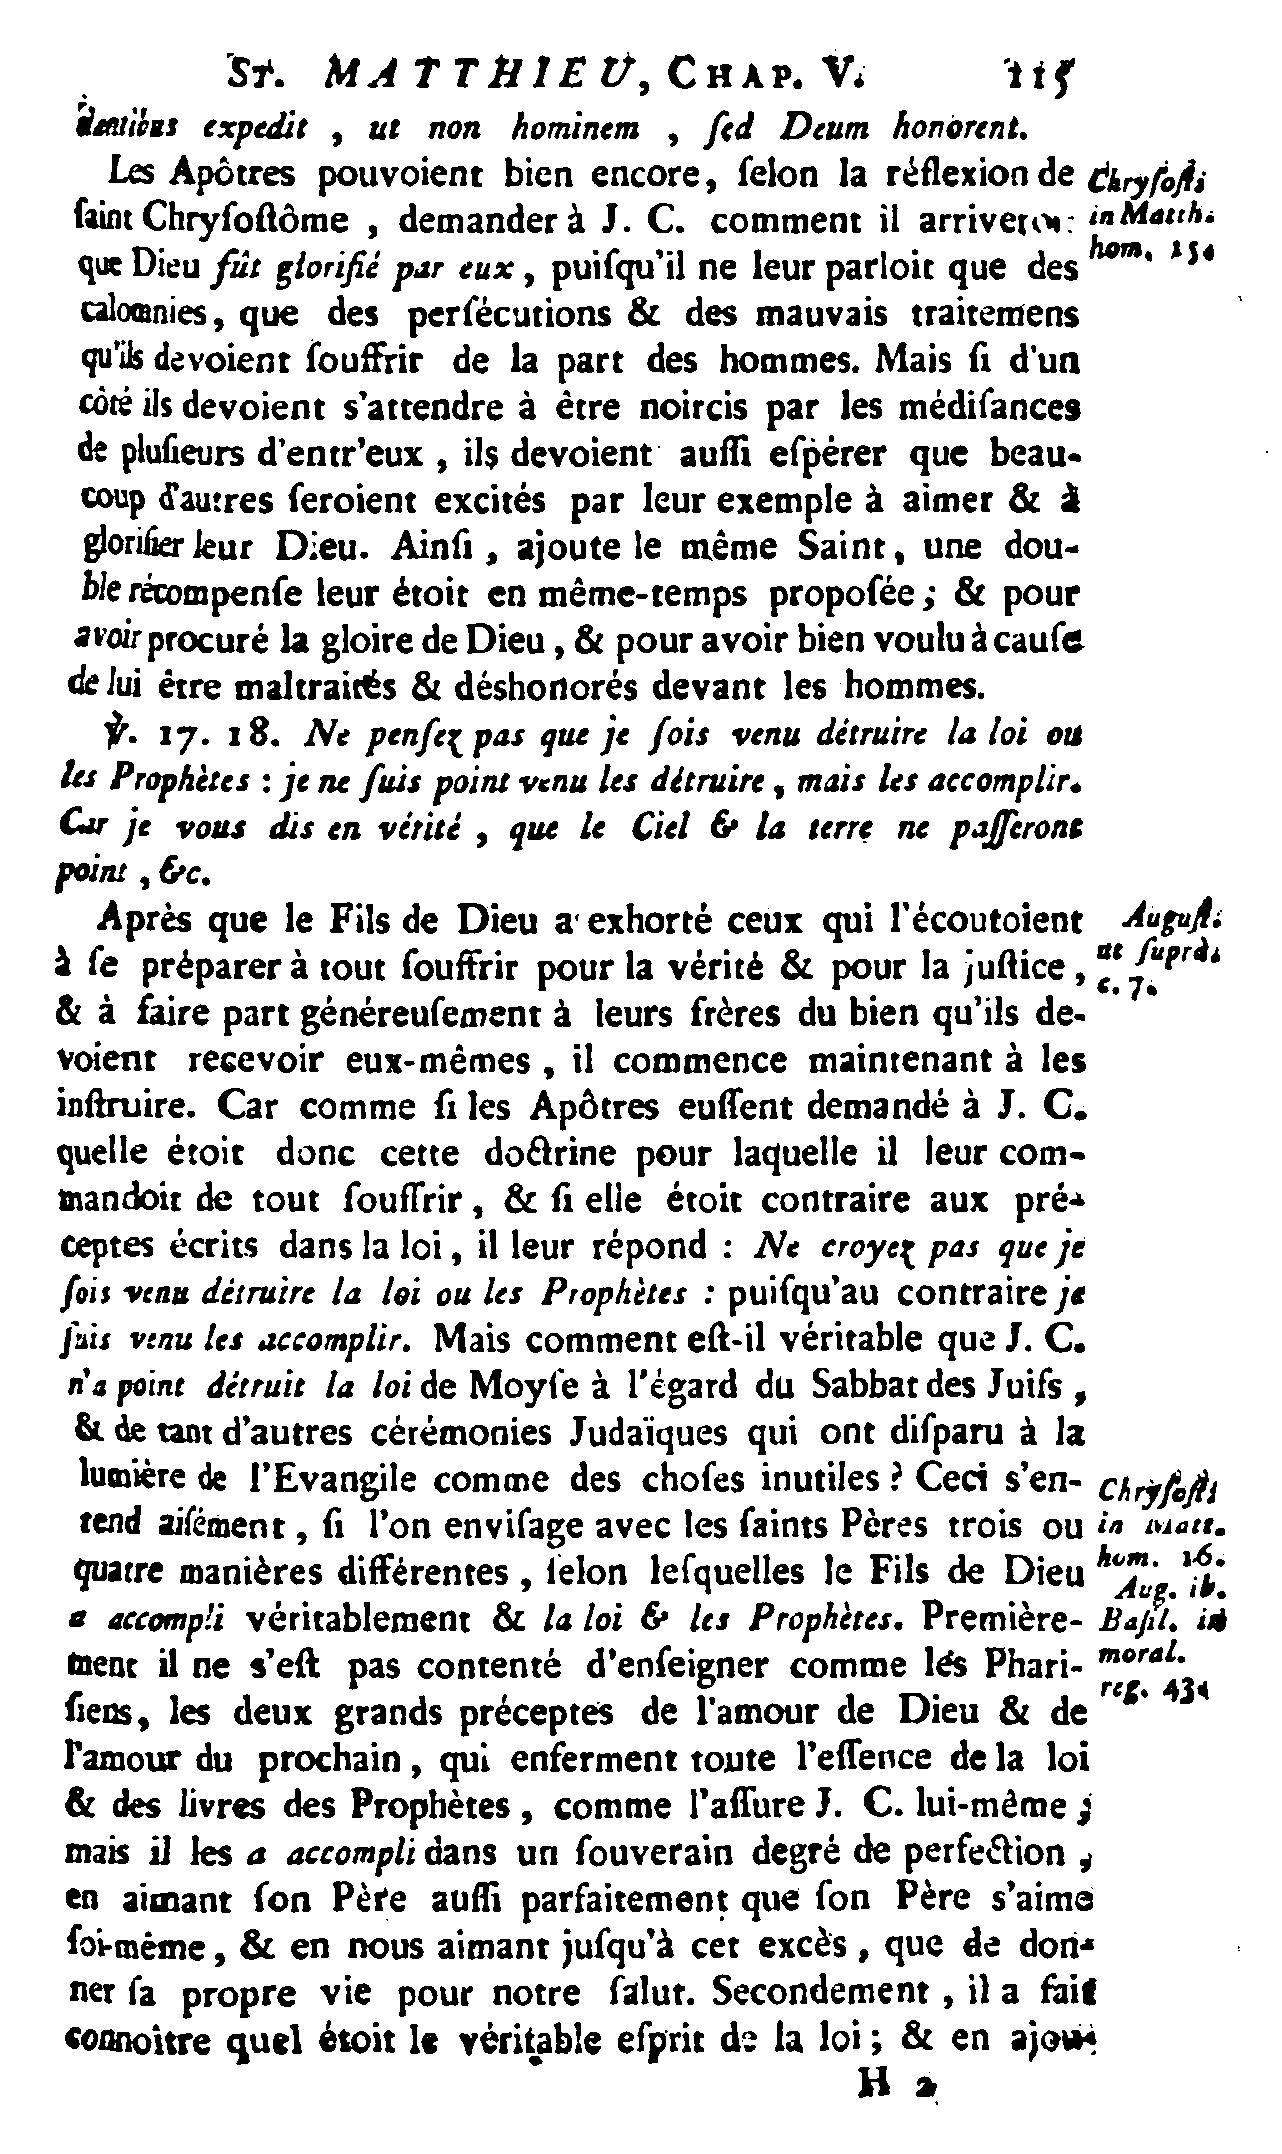 ST. MATTHIEU, CHAP. V. 115
expedit, ut non hominem, ſed Deum honorent.
Les Apôtres pouvoient bien encore, ſelon la réflexion de
ſaint Chryſoſtôme, demander à J. C. comment il arriveroit
que Dieu fût glorifié par eux, puiſqu'il ne leur parloit que des
calomnies, que des perſécutions & des mauvais traitemens
qu'ils devoient ſouffrir de la part des hommes. Mais ſi d'un
côté ils devoient s'attendre à être noircis par les médiſances
de pluſieurs d'entr'eux, ils devoient auſſi eſpérer que beau-
coup d'autres ſeroient excités par leur exemple à aimer & à
glorifier leur Dieu. Ainſi, ajoute le même Saint, une dou-
ble récompenſe leur étoit en même-temps propoſée; & pour
avoir procuré la gloire de Dieu, & pour avoir bien voulu à cauſe
de lui être maltraités & déshonorés devant les hommes.
Chryſoſt.
in Matth.
hom. 15.
℣. 17. 18. Ne penſez pas que je ſois venu détruire la loi ou
les Prophètes : je ne ſuis point venu les détruire, mais les accomplir.
Car je vous dis en vérité, que le Ciel & la terre ne paſſeront
point, &c.
Après que le Fils de Dieu a exhorté ceux qui l'écoutoient
à ſe préparer à tout ſouffrir pour la vérité & pour la juſtice,
& à faire part généreuſement à leurs frères du bien qu'ils de-
voient recevoir eux-mêmes, il commence maintenant à les
inſtruire. Car comme ſi les Apôtres euſſent demandé à J. C.
quelle étoit donc cette doctrine pour laquelle il leur com-
mandoit de tout ſouffrir, & ſi elle étoit contraire aux pré-
ceptes écrits dans la loi, il leur répond : Ne croyez pas que je
ſois venu détruire la loi ou les Prophètes : puiſqu'au contraire je
ſuis venu les accomplir. Mais comment eſt-il véritable que J. C.
n'a point détruit la loi de Moyſe à l'égard du Sabbat des Juifs,
& de tant d'autres cérémonies Judaïques qui ont diſparu à la
lumière de l'Evangile comme des choſes inutiles ? Ceci s'en-
tend aiſément, ſi l'on enviſage avec les ſaints Pères trois ou
quatre manières différentes, ſelon leſquelles le Fils de Dieu
a accompli véritablement & la loi & les Prophètes. Première-
ment il ne s'eſt pas contenté d'enſeigner comme les Phari-
ſiens, les deux grands préceptes de l'amour de Dieu & de
l'amour du prochain, qui enferment toute l'eſſence de la loi
& des livres des Prophètes, comme l'aſſure J. C. lui-même ;
mais il les a accompli dans un ſouverain degré de perfection,
en aimant ſon Père auſſi parfaitement que ſon Père s'aime
ſoi-même, & en nous aimant juſqu'à cet excès, que de don-
ner ſa propre vie pour notre ſalut. Secondement, il a fait
connoître quel étoit le véritable eſprit de la loi ; & en ajou-
Auguſt.
ut ſuprà.
c. 7.
Chryſoſt.
in Matt.
hom. 16.
Aug. ib.
Baſil. in
moral.
reg. 43.
H 2